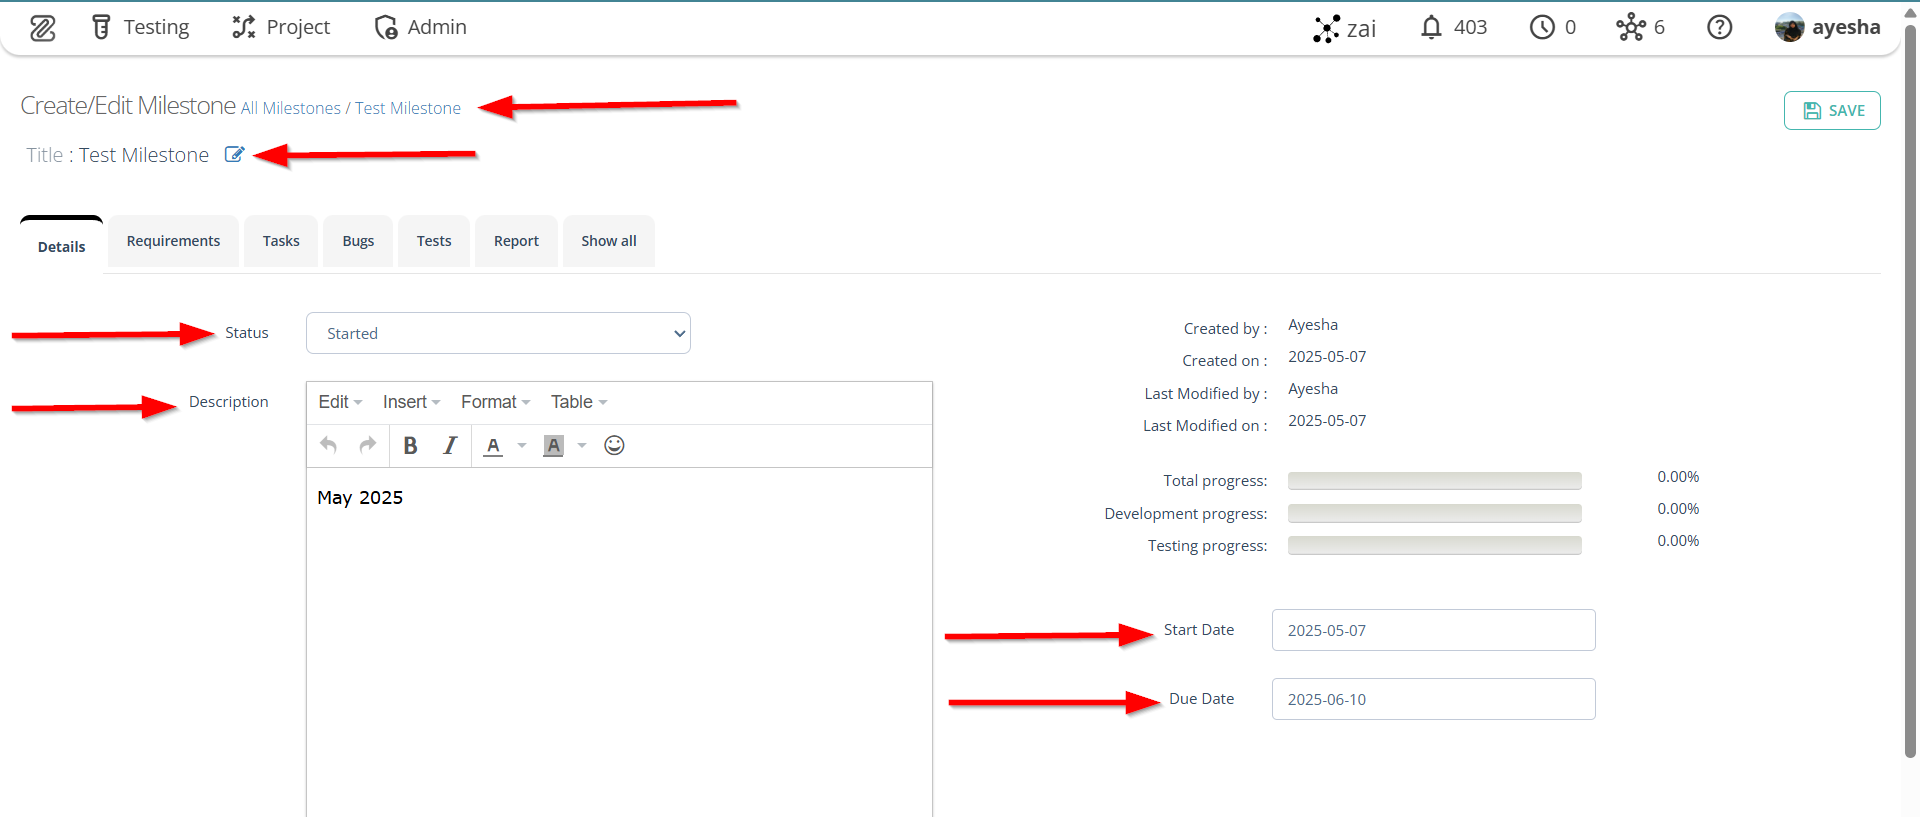 Testing Project Admin zai 403 0 6 ayesha
Create/Edit Milestone All Milestones / Test Milestone
SAVE
Title : Test Milestone
Details Requirements Tasks Bugs Tests Report Show all
Status Started
Description
Edit Insert Format Table
B I A A
May 2025
Created by : Ayesha
Created on : 2025-05-07
Last Modified by : Ayesha
Last Modified on : 2025-05-07
Total progress: 0.00%
Development progress: 0.00%
Testing progress: 0.00%
Start Date 2025-05-07
Due Date 2025-06-10